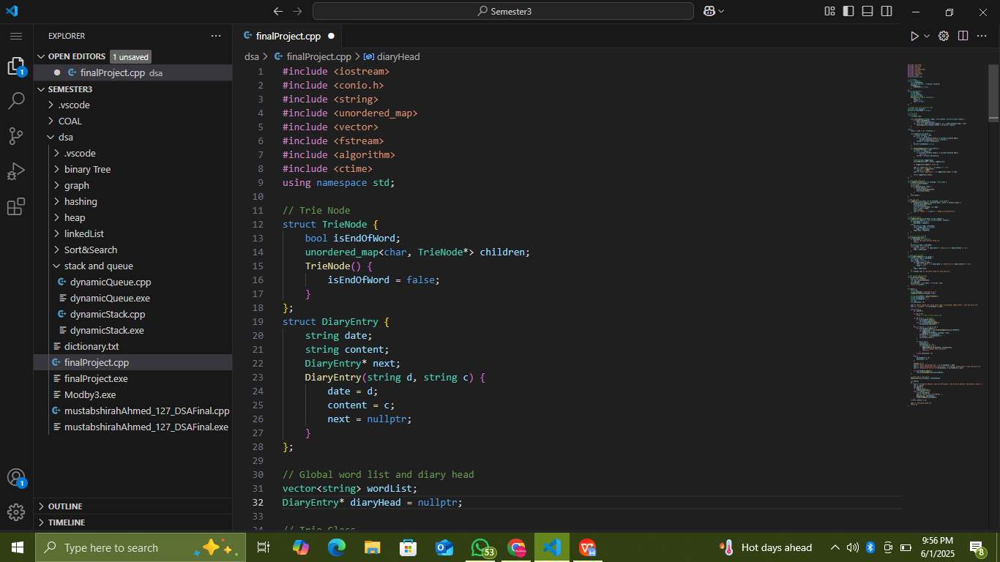 Semester3
EXPLORER
OPEN EDITORS 1 unsaved
finalProject.cpp dsa
SEMESTER3
.vscode
COAL
dsa
.vscode
binary Tree
graph
hashing
heap
linkedList
Sort&Search
stack and queue
dynamicQueue.cpp
dynamicQueue.exe
dynamicStack.cpp
dynamicStack.exe
dictionary.txt
finalProject.cpp
finalProject.exe
Modby3.exe
mustabshirahAhmed_127_DSAFinal.cpp
mustabshirahAhmed_127_DSAFinal.exe
OUTLINE
TIMELINE
1
1
finalProject.cpp
dsa > finalProject.cpp > diaryHead
1 #include <iostream>
2 #include <conio.h>
3 #include <string>
4 #include <unordered_map>
5 #include <vector>
6 #include <fstream>
7 #include <algorithm>
8 #include <ctime>
9 using namespace std;
10
11 // Trie Node
12 struct TrieNode {
13 bool isEndOfWord;
14 unordered_map<char, TrieNode*> children;
15 TrieNode() {
16 isEndOfWord = false;
17 }
18 };
19 struct DiaryEntry {
20 string date;
21 string content;
22 DiaryEntry* next;
23 DiaryEntry(string d, string c) {
24 date = d;
25 content = c;
26 next = nullptr;
27 }
28 };
29
30 // Global word list and diary head
31 vector<string> wordList;
32 DiaryEntry* diaryHead = nullptr;
33
34 // Trie Class
Type here to search
53
Hot days ahead
9:56 PM
6/1/2025
8